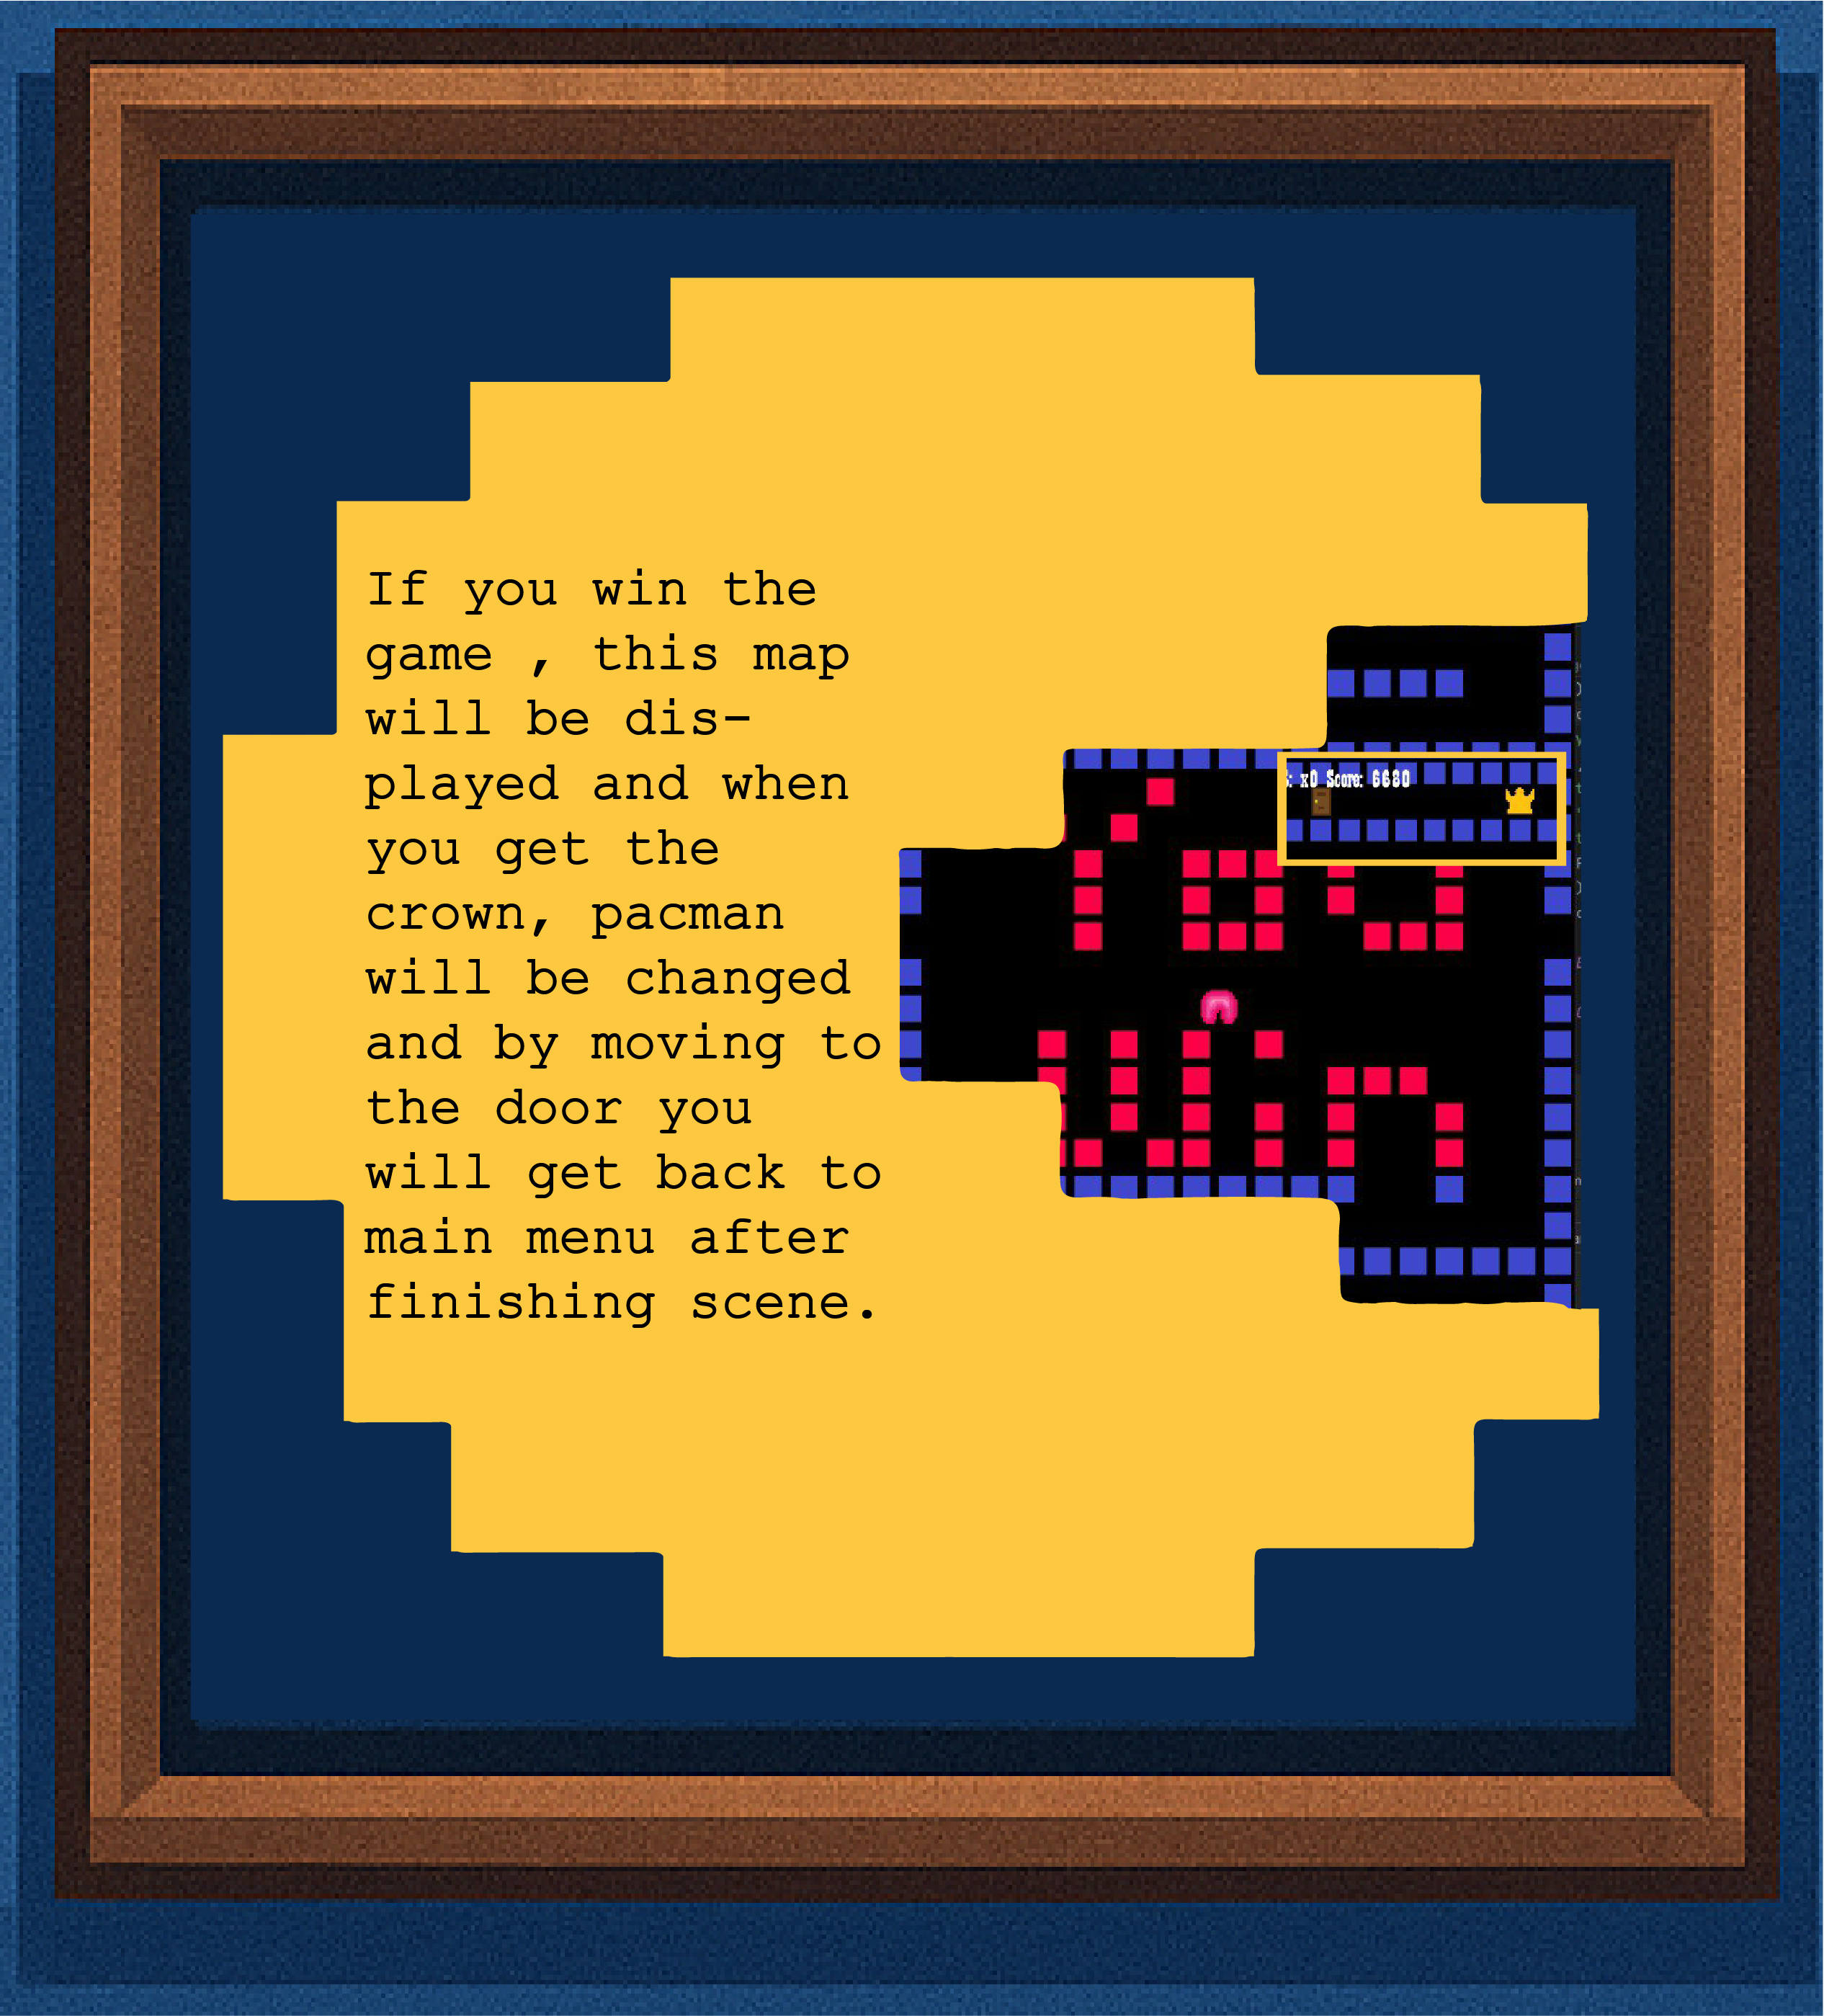 If you win the
game , this map
will be dis-
played and when
you get the
crown, pacman
will be changed
and by moving to
the door you
will get back to
main menu after
finishing scene.
: x0 Score: 6680